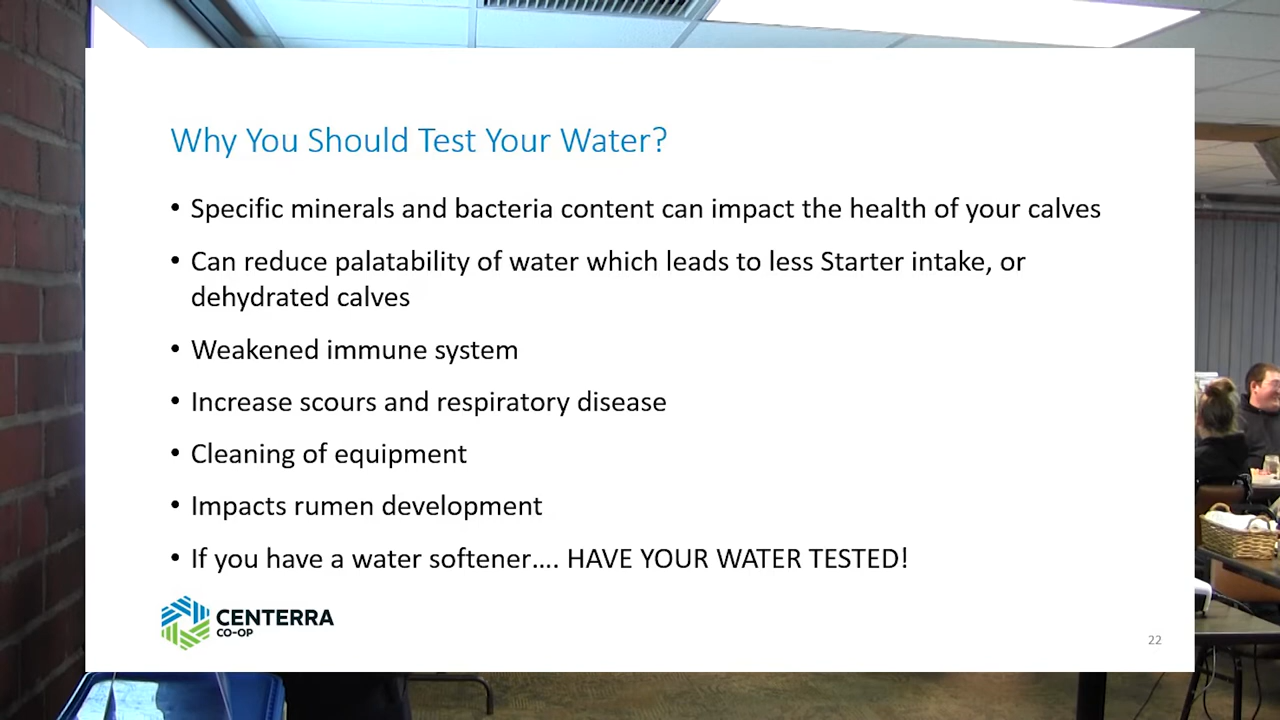 Why You Should Test Your Water?
• Specific minerals and bacteria content can impact the health of your calves
• Can reduce palatability of water which leads to less Starter intake, or
dehydrated calves
• Weakened immune system
• Increase scours and respiratory disease
• Cleaning of equipment
• Impacts rumen development
• If you have a water softener.... HAVE YOUR WATER TESTED!
CENTERRA
CO-OP
22